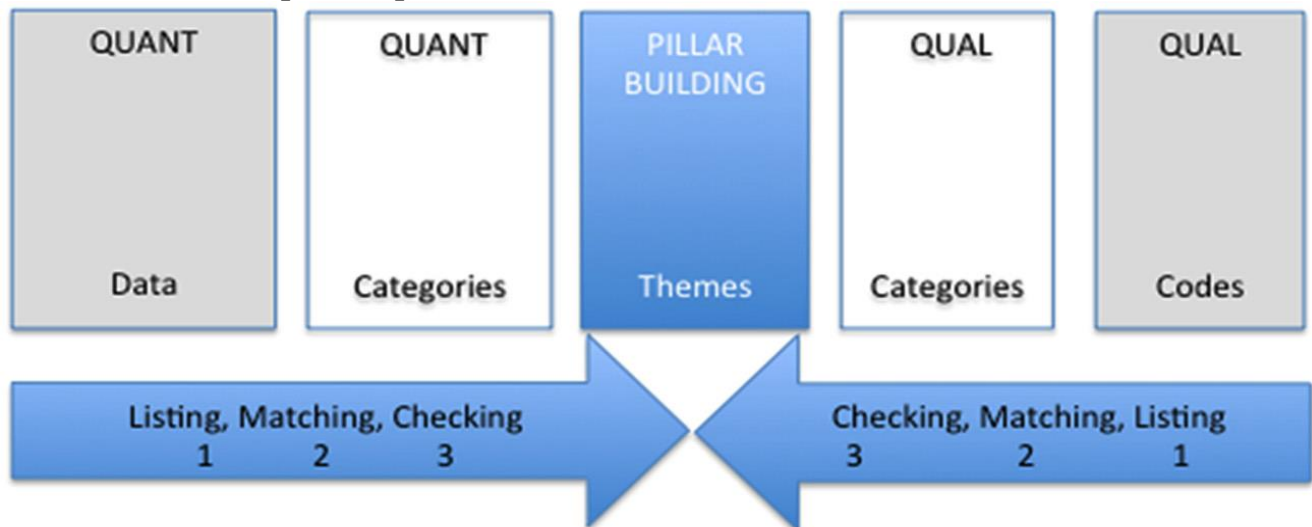 QUANT
Data
QUANT
Categories
PILLAR
BUILDING
Themes
QUAL
Categories
QUAL
Codes
Listing, Matching, Checking
1 2 3
Checking, Matching, Listing
3 2 1